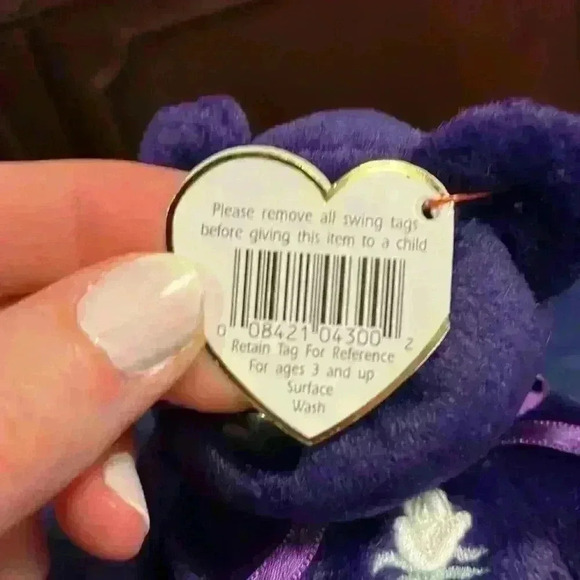 Please remove all swing tags
before giving this item to a child
0 08421 04300 2
Retain Tag For Reference
For ages 3 and up
Surface
Wash